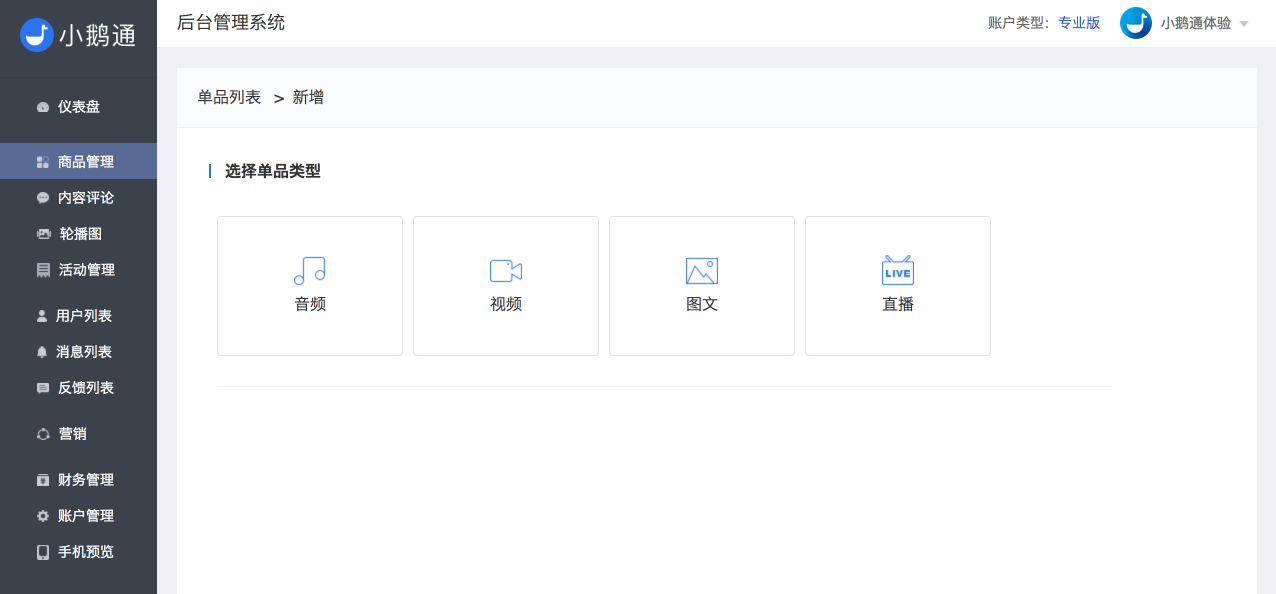 小鹅通
后台管理系统
账户类型：专业版
小鹅通体验
仪表盘
商品管理
内容评论
轮播图
活动管理
用户列表
消息列表
反馈列表
营销
财务管理
账户管理
手机预览
单品列表 > 新增
选择单品类型
音频
视频
图文
LIVE
直播